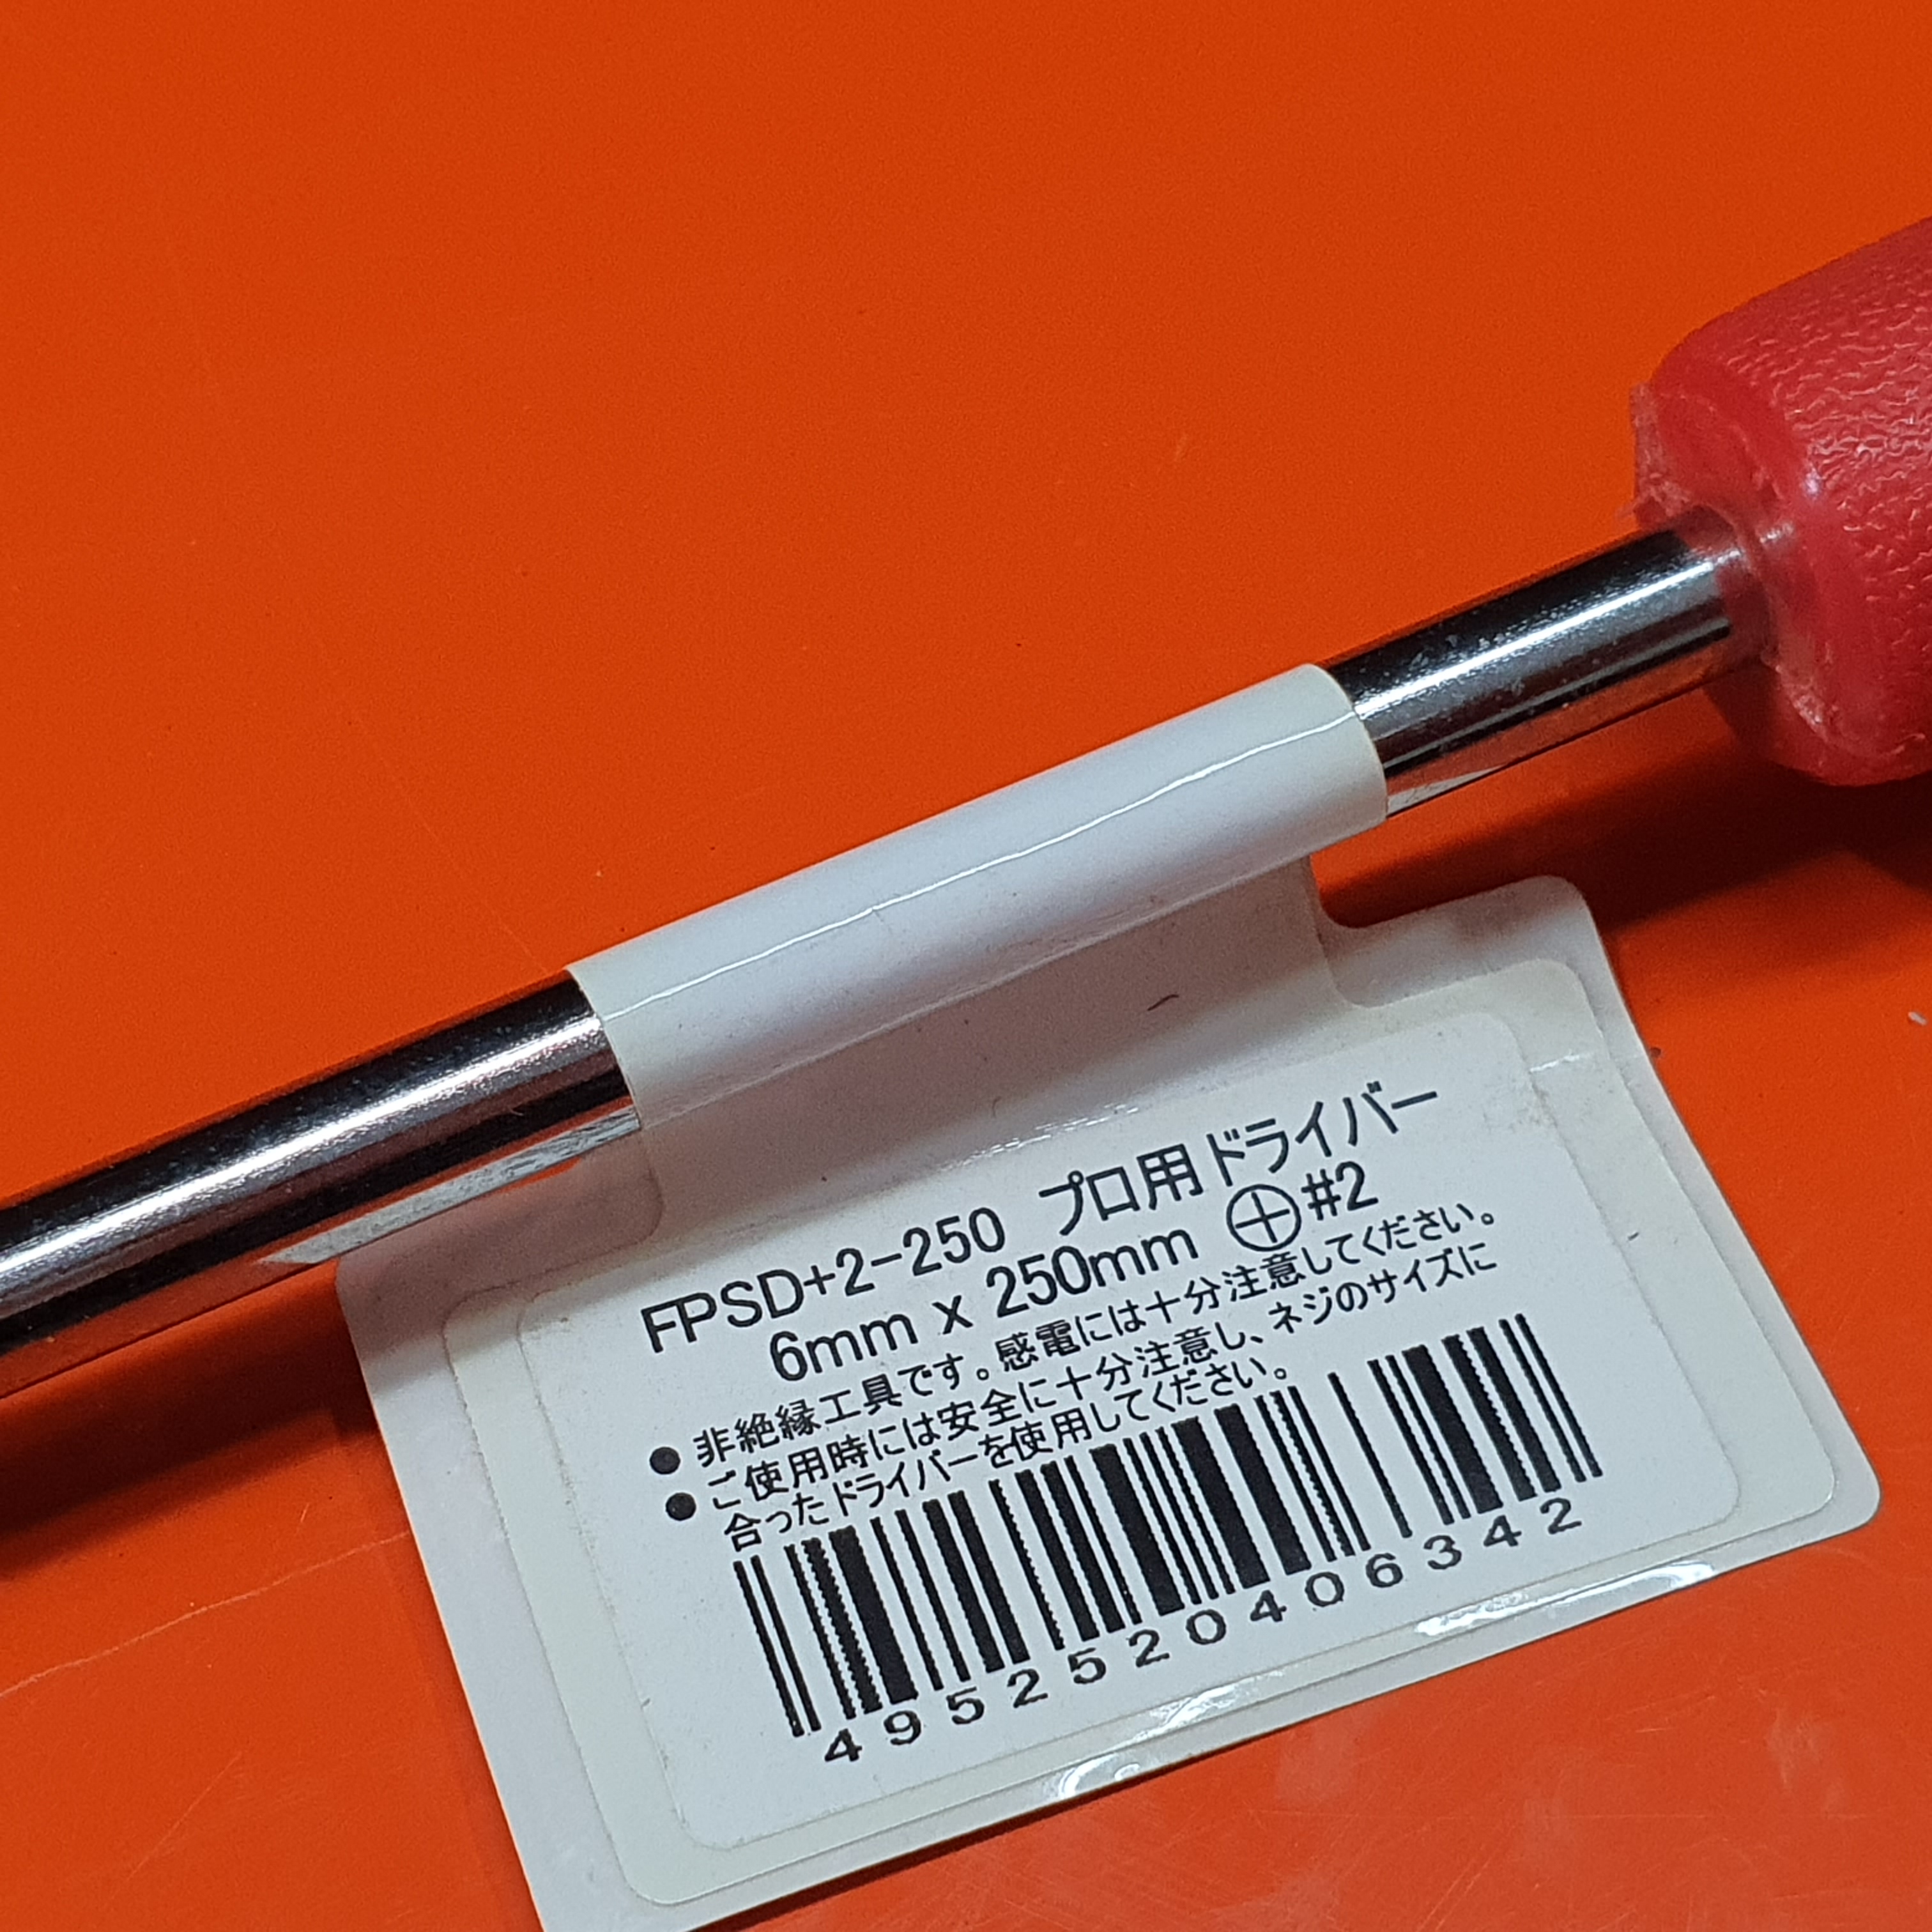 FPSD+2-250 プロ用ドライバー
6mm x 250mm ⊕#2
● 非絶縁工具です。感電には十分注意してください。
● ご使用時には安全に十分注意し、ネジのサイズに
合ったドライバーを使用してください。
4952520406342